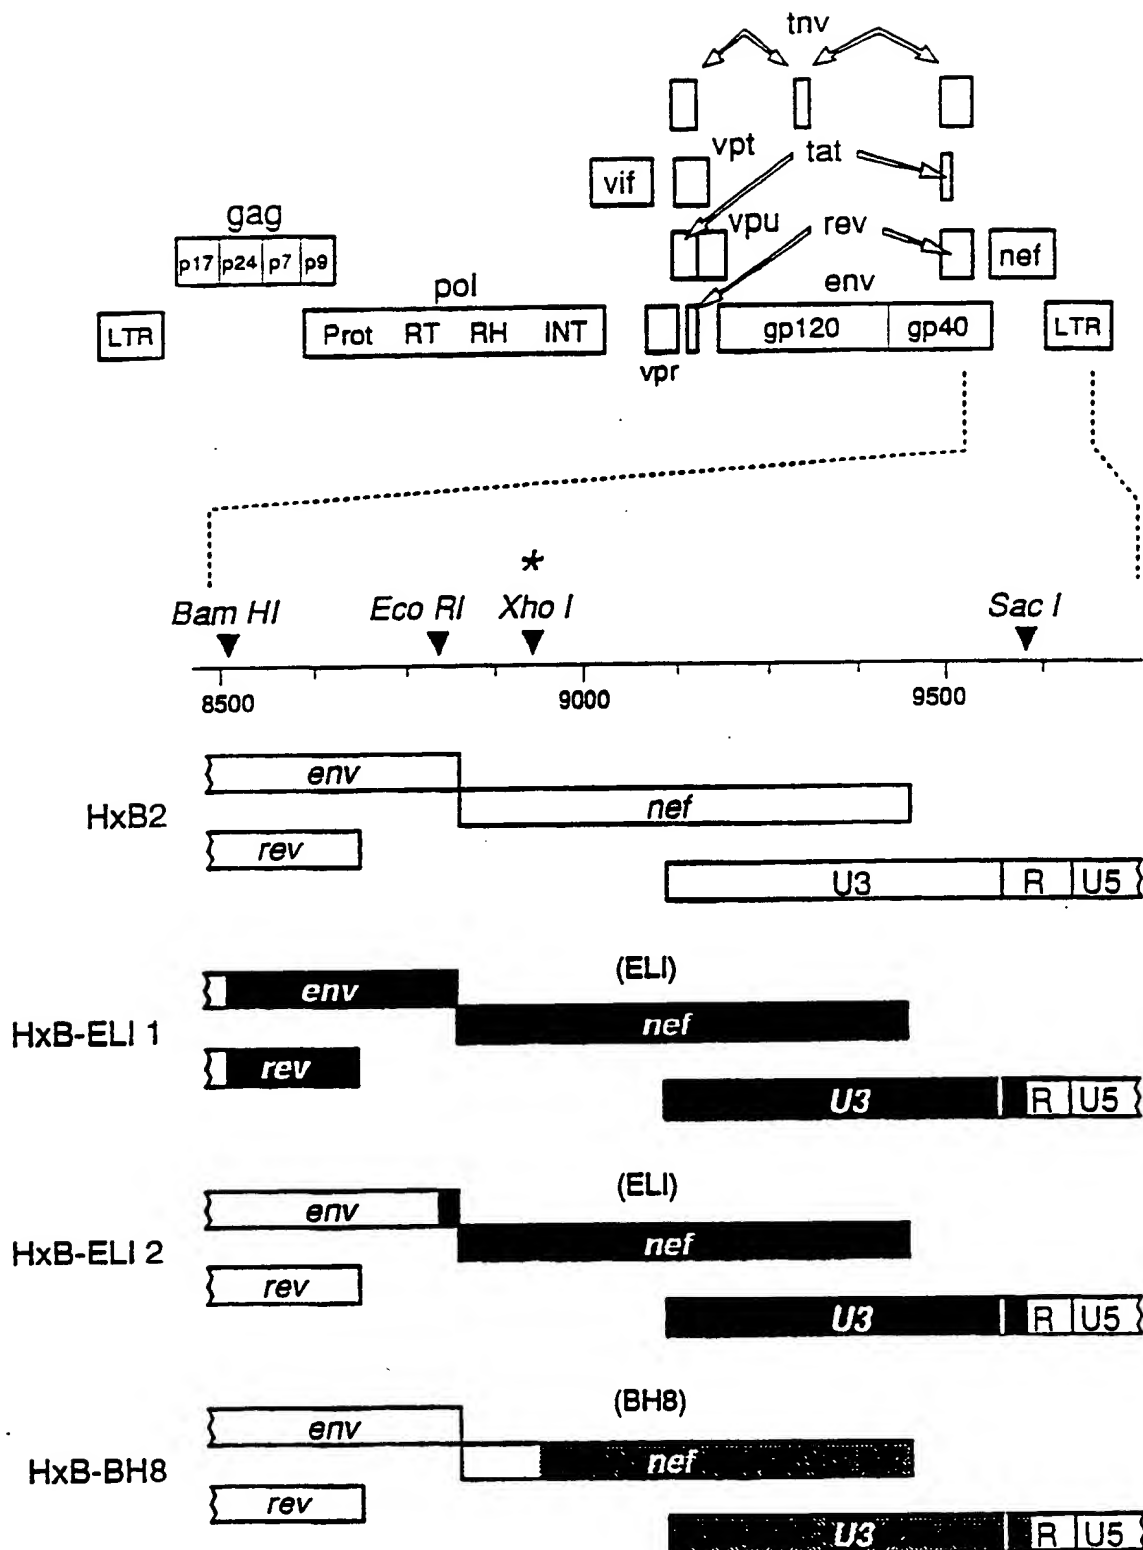 tnv
vpt tat
vif
vpu rev
gag
p17 p24 p7 p9
nef
pol env
LTR Prot RT RH INT gp120 gp40 LTR
vpr
*
Bam HI Eco RI Xho I Sac I
8500 9000 9500
env
HxB2 nef
rev
U3 R U5
(ELI)
env
HxB-ELI 1 nef
rev
U3 R U5
(ELI)
env
HxB-ELI 2 nef
rev
U3 R U5
(BH8)
env
HxB-BH8 nef
rev
U3 R U5